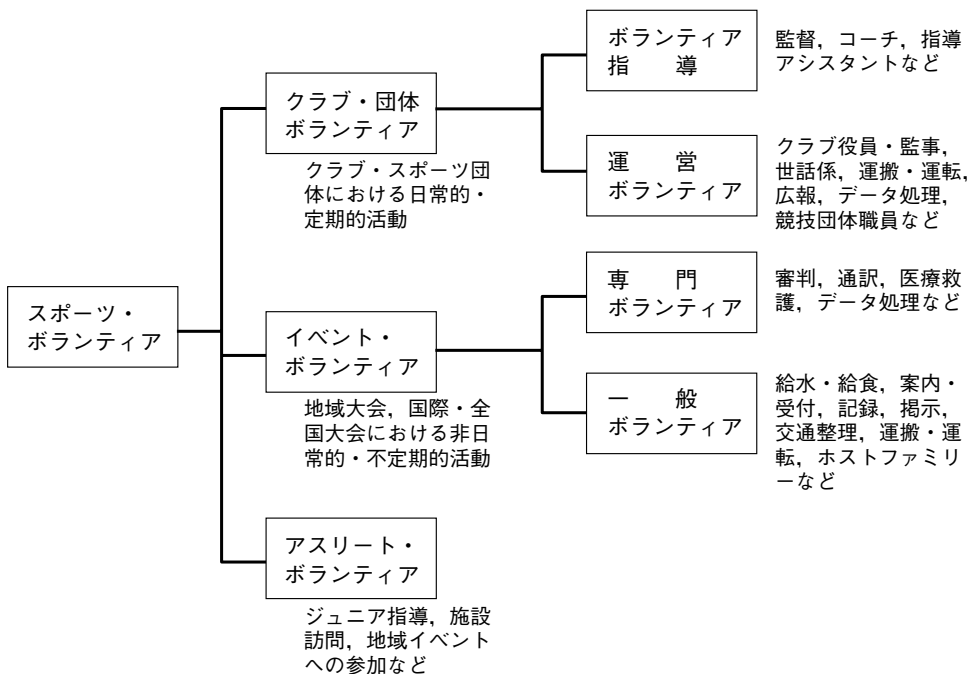 スポーツ・
ボランティア
クラブ・団体
ボランティア
クラブ・スポーツ団
体における日常的・
定期的活動
ボランティア
指　　導
監督，コーチ，指導
アシスタントなど
運　　営
ボランティア
クラブ役員・監事，
世話係，運搬・運転，
広報，データ処理，
競技団体職員など
イベント・
ボランティア
地域大会，国際・全
国大会における非日
常的・不定期的活動
専　　門
ボランティア
審判，通訳，医療救
護，データ処理など
一　　般
ボランティア
給水・給食，案内・
受付，記録，掲示，
交通整理，運搬・運
転，ホストファミリ
ーなど
アスリート・
ボランティア
ジュニア指導，施設
訪問，地域イベント
への参加など